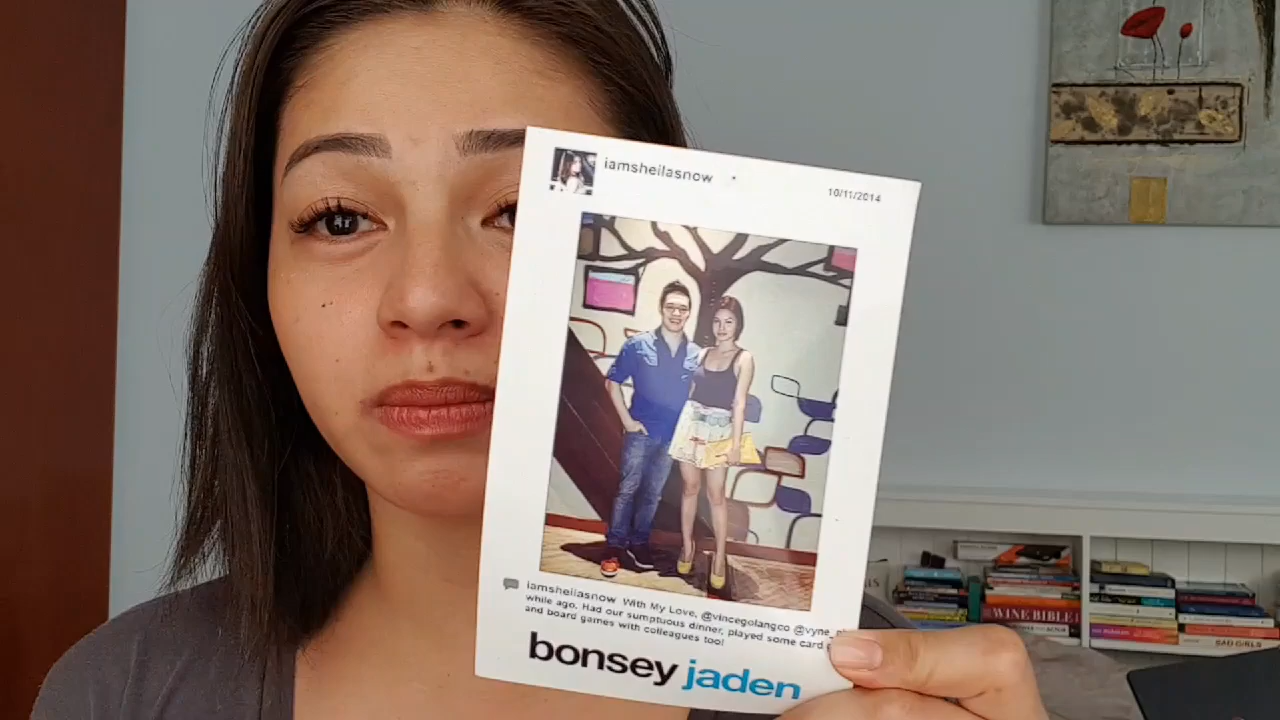 iamsheilasnow
10/11/2014
iamsheilasnow With My Love, @vincegolangco @vyne_
while ago, Had our sumptuous dinner, played some card
and board games with colleagues too!
bonsey jaden
WINE BIBLE
SAD GIRLS